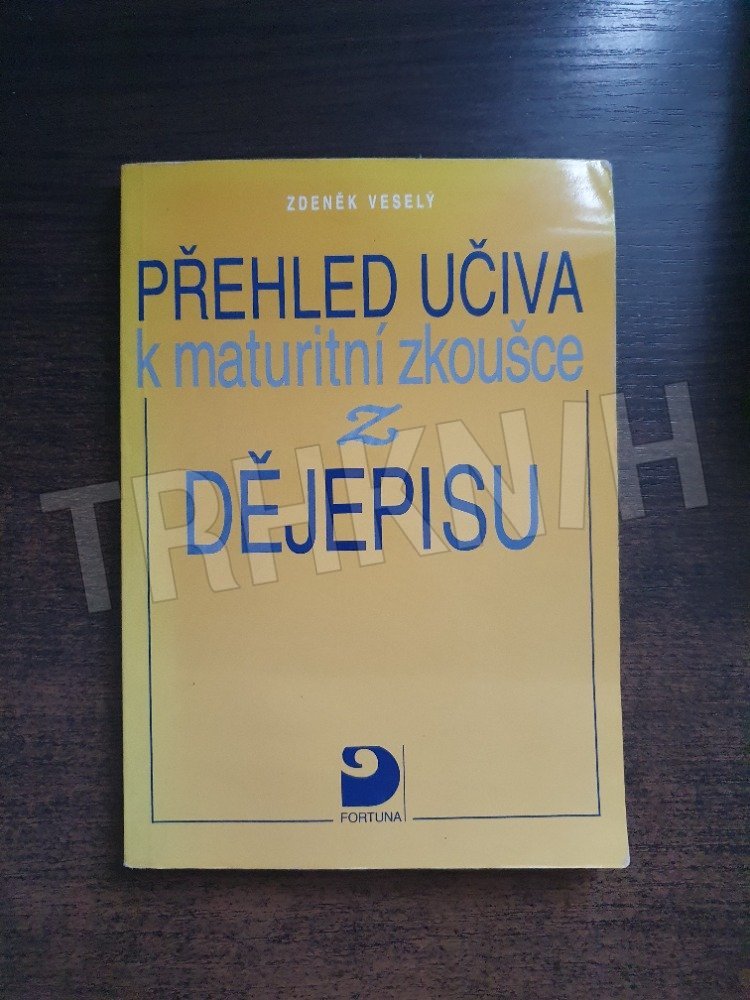 ZDENĚK VESELÝ
PŘEHLED UČIVA
k maturitní zkoušce
z
DĚJEPISU
TRHKNIH
FORTUNA